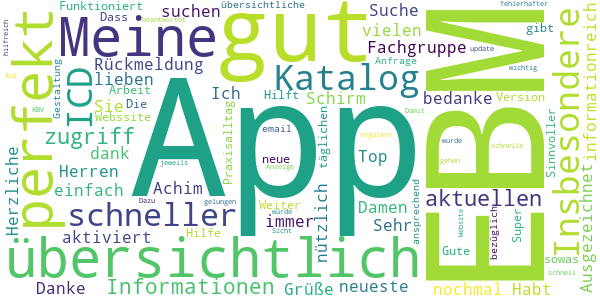 Funktioniert
Dass
beantwortet
hilfreich
Meine
suchen
übersichtliche
gut
Suche
vielen
Fachgruppe
update
gibt
fehlerhafter
wichtig
perfekt
Gestaltung
ICD
Rückmeldung
lieben
Aus
Arbeit
KBV
Sie
Die
Webssite
Ich
Hilft
Katalog
Anfrage
Schirm
bedanke
Version
EBM
Insbesondere
informationreich
App
zugriff
dank
Herren
einfach
Achim
Praxisalltag
email
neue
Anzeige
täglichen
Top
reguläre
Damit
wurde
gehen
schnelle
Sinnvoller
Herzliche
schneller
jeweils
Dazu
gelungen
Weiter
würde
Sicht
immer
nützlich
Damen
Sehr
ansprechend
aktuellen
Website
bezüglich
Super
Ausgezeichnet
aktiviert
Hilfe
übersichtlich
Gute
sowas
schnell
Danke
Informationen
Grüße
neueste
nochmal
Habt